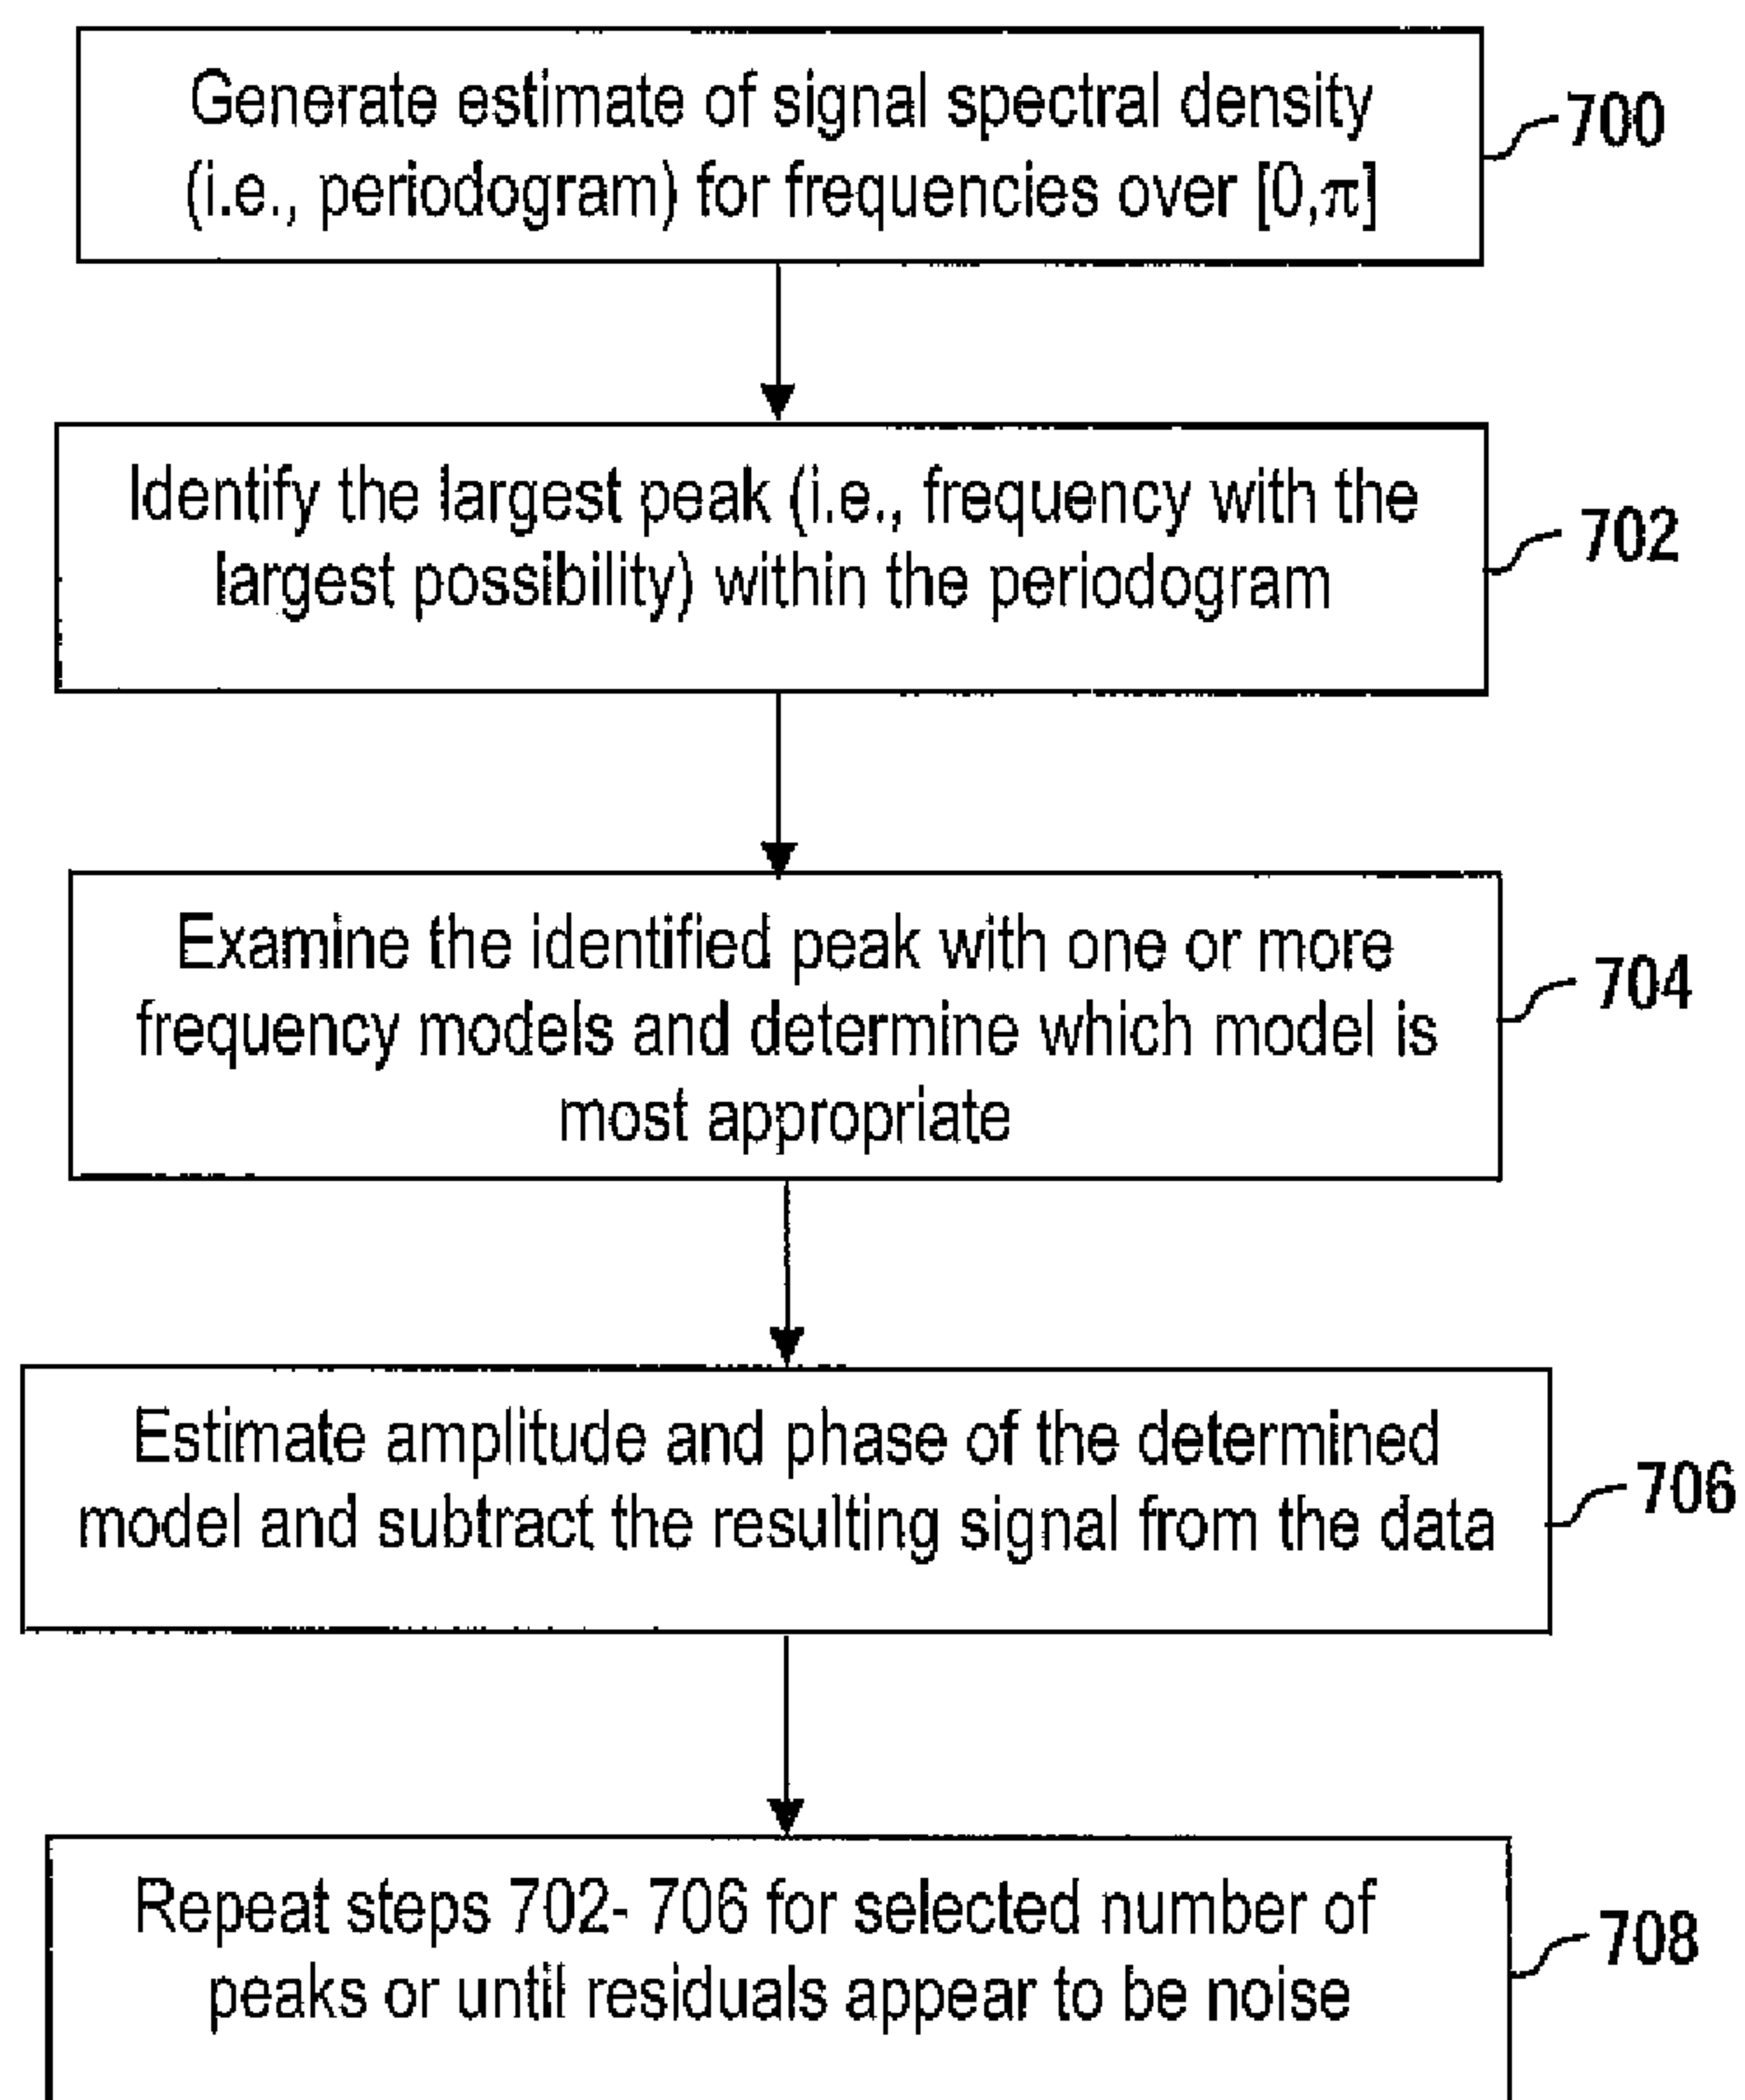 Generate estimate of signal spectral density
(i.e., periodogram) for frequencies over [0,π]
700
Identify the largest peak (i.e., frequency with the
largest possibility) within the periodogram
702
Examine the identified peak with one or more
frequency models and determine which model is
most appropriate
704
Estimate amplitude and phase of the determined
model and subtract the resulting signal from the data
706
Repeat steps 702- 706 for selected number of
peaks or until residuals appear to be noise
708